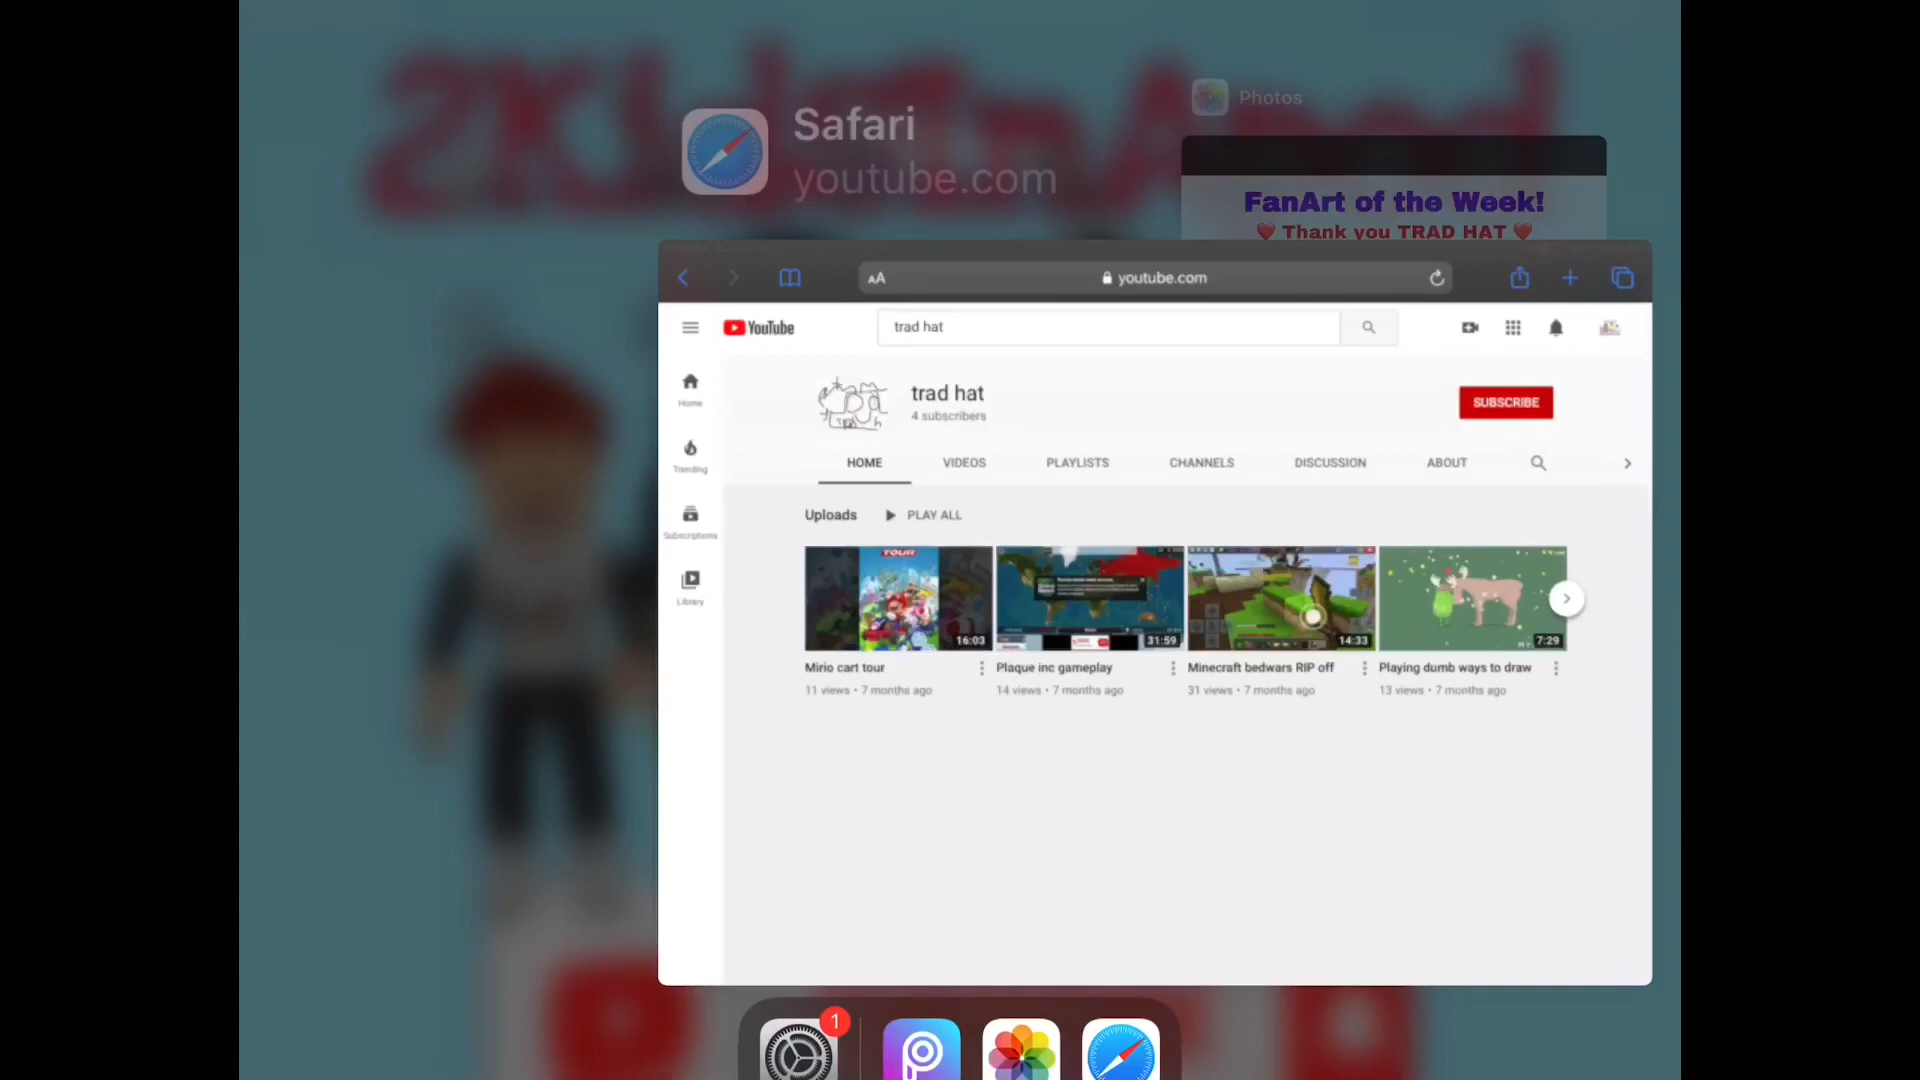 Safari
youtube.com
Photos
FanArt of the Week!
Thank you TRAD HAT
AA
youtube.com
YouTube
trad hat
Home
Trending
Subscriptions
Library
trad hat
4 subscribers
SUBSCRIBE
HOME VIDEOS PLAYLISTS CHANNELS DISCUSSION ABOUT
Uploads PLAY ALL
TOUR
16:03 31:59 14:33 7:29
Mirio cart tour Plaque inc gameplay Minecraft bedwars RIP off Playing dumb ways to draw
11 views • 7 months ago 14 views • 7 months ago 31 views • 7 months ago 13 views • 7 months ago
1